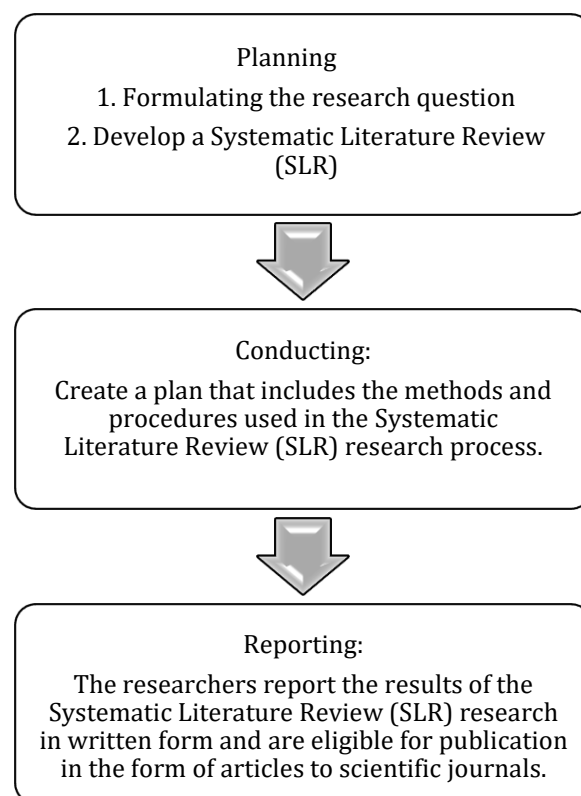 Planning
1. Formulating the research question
2. Develop a Systematic Literature Review
(SLR)
Conducting:
Create a plan that includes the methods and
procedures used in the Systematic
Literature Review (SLR) research process.
Reporting:
The researchers report the results of the
Systematic Literature Review (SLR) research
in written form and are eligible for publication
in the form of articles to scientific journals.